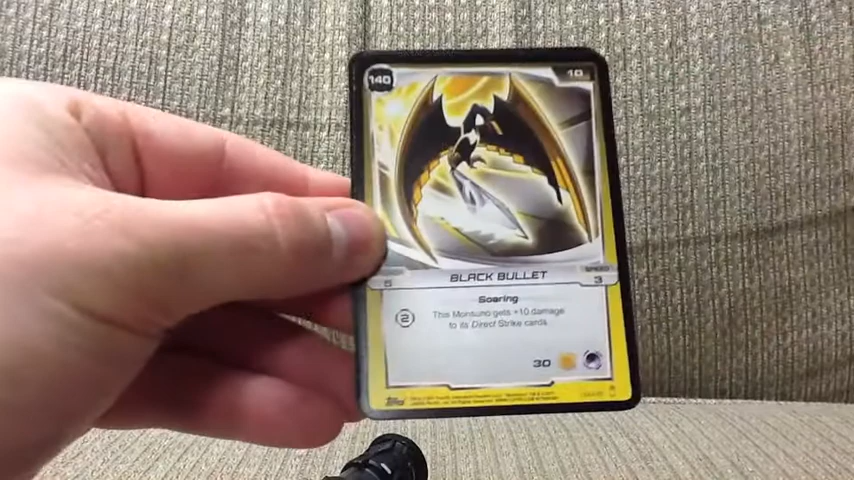 140
10
BLACK BULLET
5
SPEED
3
Soaring
2
This Monsuno gets +10 damage
to its Direct Strike cards
30
Topps